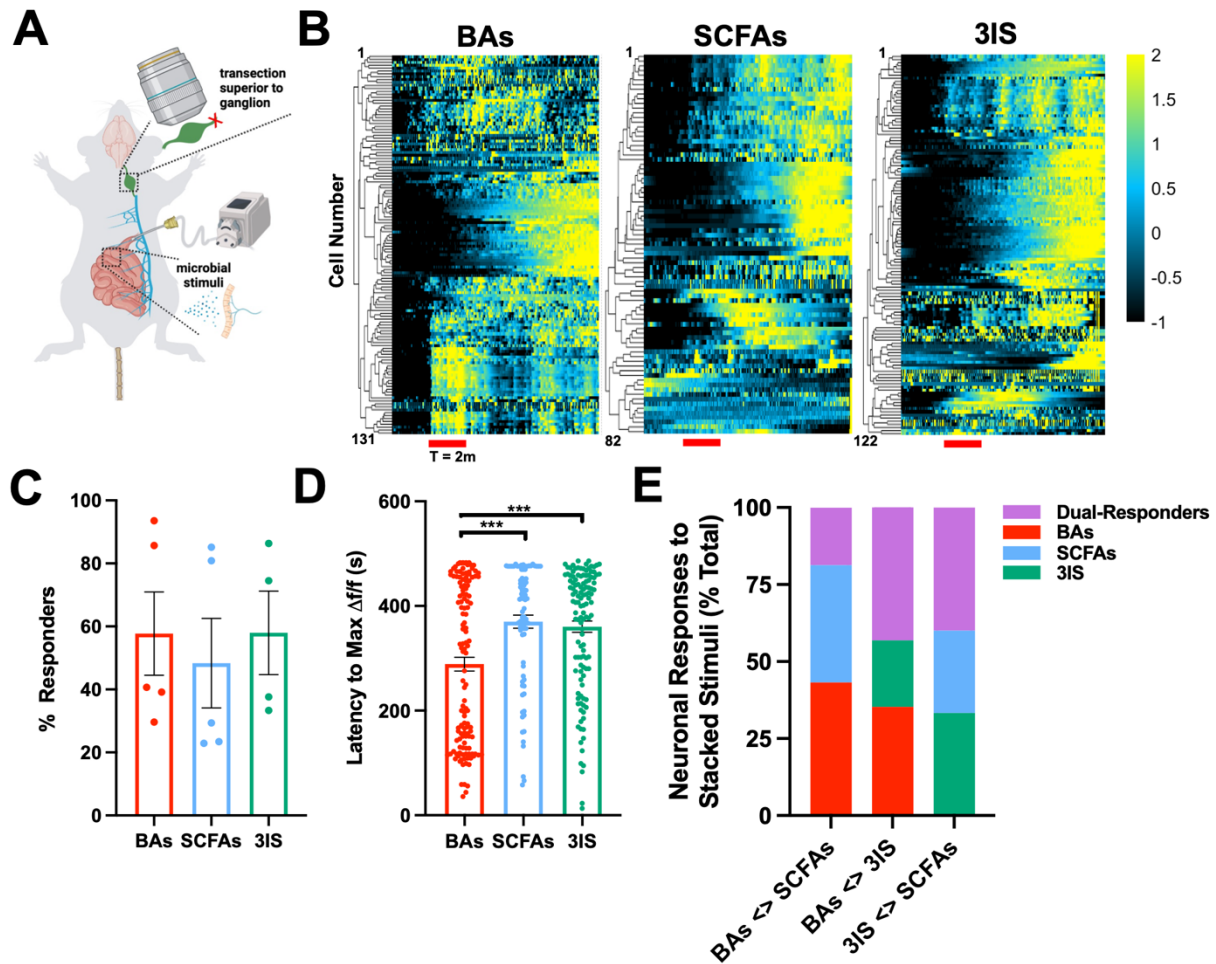 A
transection
superior to
ganglion
microbial
stimuli
B
BAs
SCFAs
3IS
1
1
1
Cell Number
131
82
122
T = 2m
2
1.5
1
0.5
0
-0.5
-1
C
% Responders
100
80
60
40
20
0
BAs
SCFAs
3IS
D
Latency to Max Δf/f (s)
600
400
200
0
***
***
BAs
SCFAs
3IS
E
Neuronal Responses to
Stacked Stimuli (% Total)
100
75
50
25
0
BAs <> SCFAs
BAs <> 3IS
3IS <> SCFAs
Dual-Responders
BAs
SCFAs
3IS